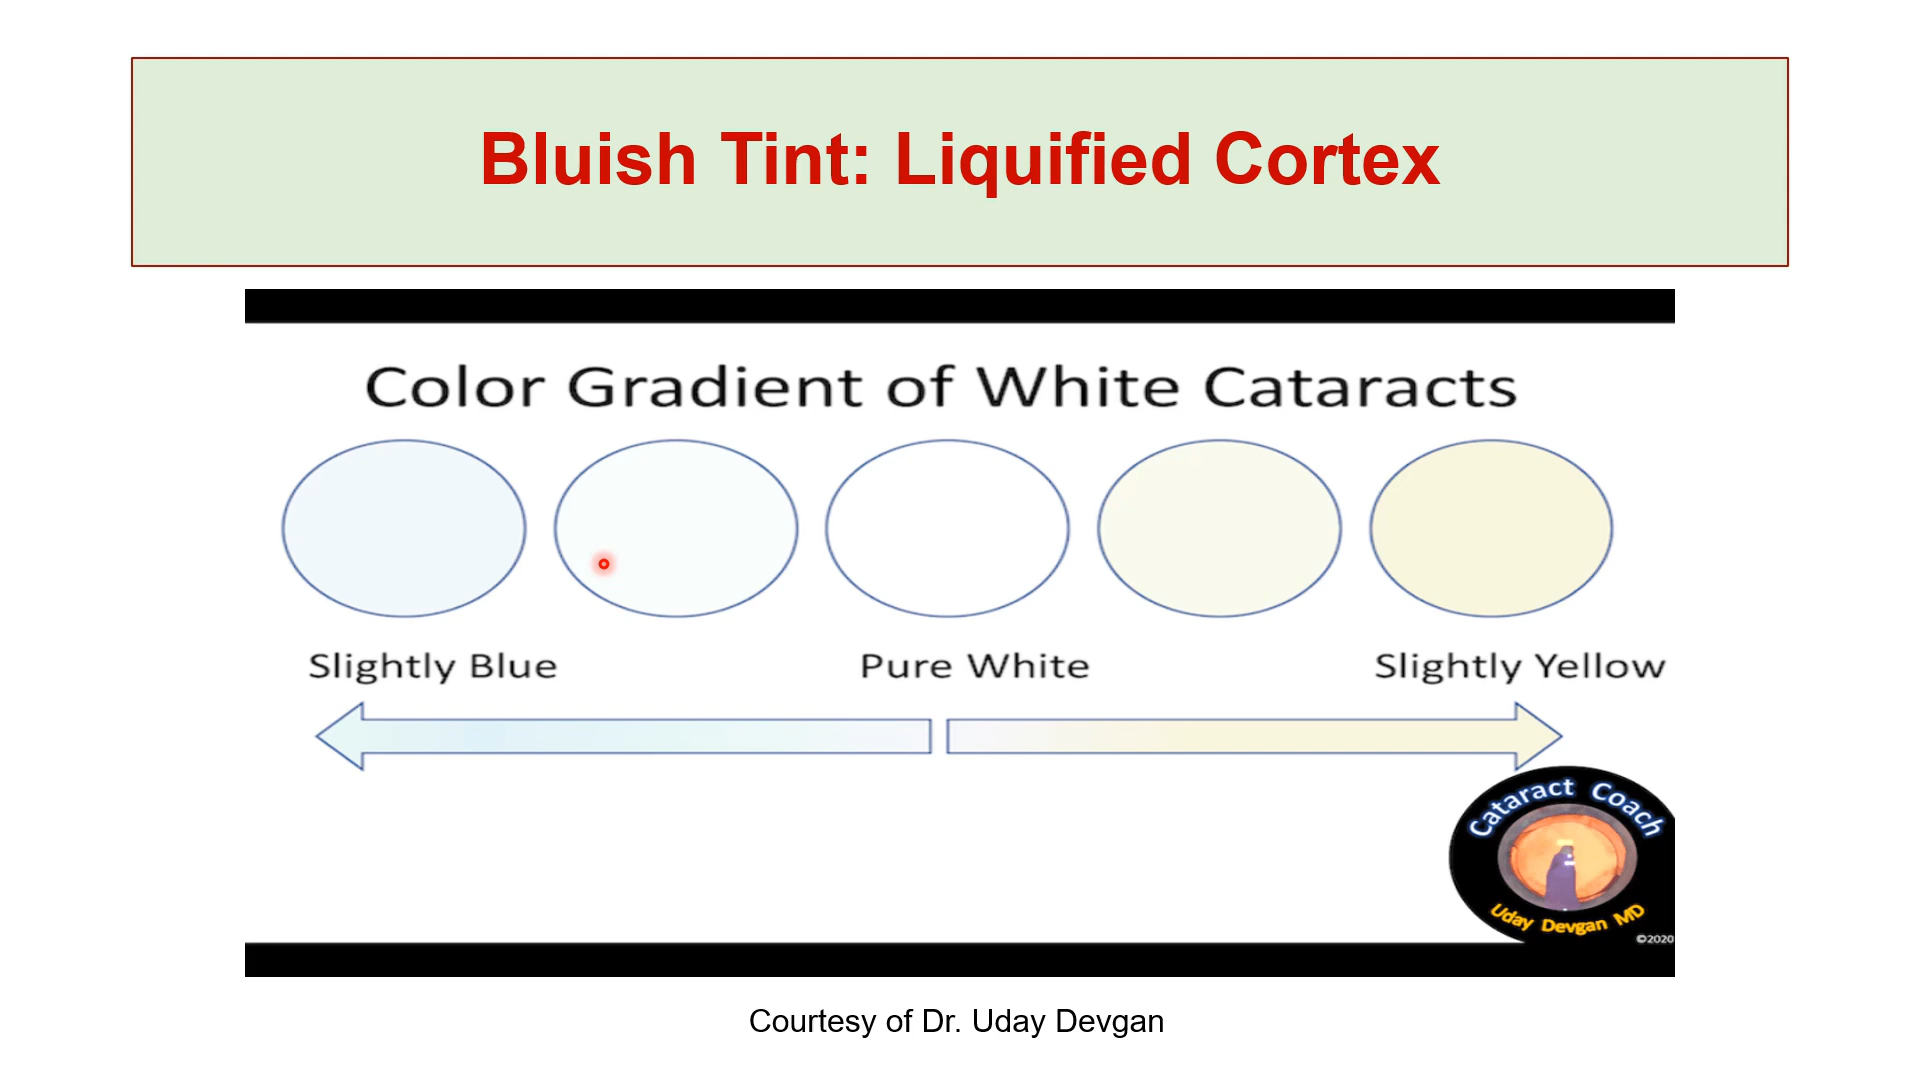 Bluish Tint: Liquified Cortex
Color Gradient of White Cataracts
Slightly Blue
Pure White
Slightly Yellow
Cataract Coach
Uday Devgan MD
©2020
Courtesy of Dr. Uday Devgan